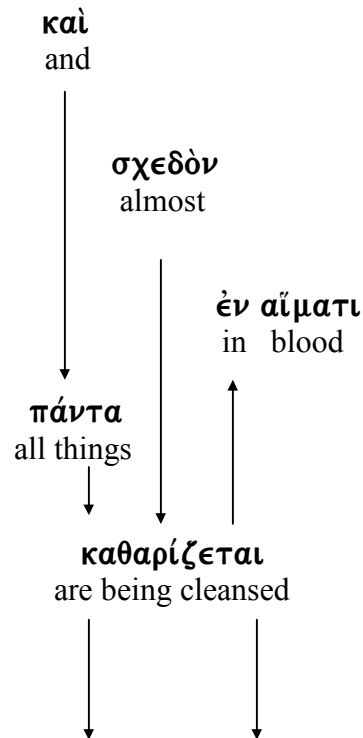 καὶ
and
σχεδὸν
almost
ἐν αἵματι
in blood
πάντα
all things
καθαρίζεται
are being cleansed